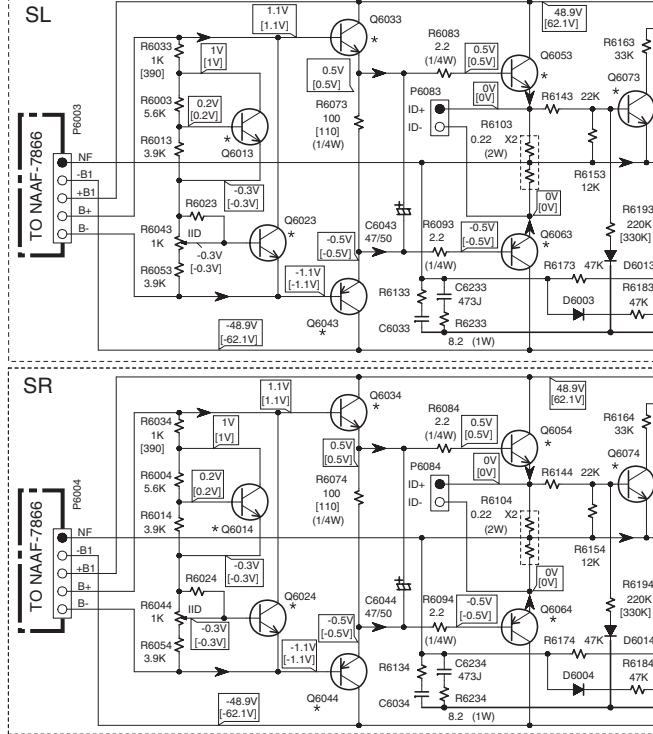 SL
1.1V
[1.1V]
Q6033
*
48.9V
[62.1V]
R6033
1K
[390]
1V
[1V]
R6083
2.2
(1/4W)
0.5V
[0.5V]
Q6053
*
R6163
33K
0.5V
[0.5V]
0V
[0V]
Q6073
*
R6003
5.6K
0.2V
[0.2V]
R6073
100
[110]
(1/4W)
P6083
ID+
ID-
R6143
22K
P6003
R6013
3.9K
*
Q6013
R6103
0.22
(2W)
X2
TO NAAF-7866
NF
-B1
+B1
B+
B-
R6153
12K
-0.3V
[-0.3V]
R6023
Q6023
*
0V
[0V]
R6193
220K
[330K]
R6043
1K
IID
-0.3V
[-0.3V]
-0.5V
[-0.5V]
C6043
47/50
R6093
2.2
(1/4W)
-0.5V
[-0.5V]
Q6063
*
R6053
3.9K
-1.1V
[-1.1V]
R6173
47K
D6013
R6133
C6233
473J
D6003
R6183
47K
-48.9V
[-62.1V]
Q6043
*
C6033
R6233
8.2 (1W)
SR
1.1V
[1.1V]
Q6034
*
48.9V
[62.1V]
R6034
1K
[390]
1V
[1V]
R6084
2.2
(1/4W)
0.5V
[0.5V]
Q6054
*
R6164
33K
0.5V
[0.5V]
0V
[0V]
Q6074
*
R6004
5.6K
0.2V
[0.2V]
R6074
100
[110]
(1/4W)
P6084
ID+
ID-
R6144
22K
P6004
R6014
3.9K
* Q6014
R6104
0.22
(2W)
X2
TO NAAF-7866
NF
-B1
+B1
B+
B-
R6154
12K
-0.3V
[-0.3V]
R6024
Q6024
*
0V
[0V]
R6194
220K
[330K]
R6044
1K
IID
-0.3V
[-0.3V]
-0.5V
[-0.5V]
C6044
47/50
R6094
2.2
(1/4W)
-0.5V
[-0.5V]
Q6064
*
R6054
3.9K
-1.1V
[-1.1V]
R6174
47K
D6014
R6134
C6234
473J
D6004
R6184
47K
-48.9V
[-62.1V]
Q6044
*
C6034
R6234
8.2 (1W)